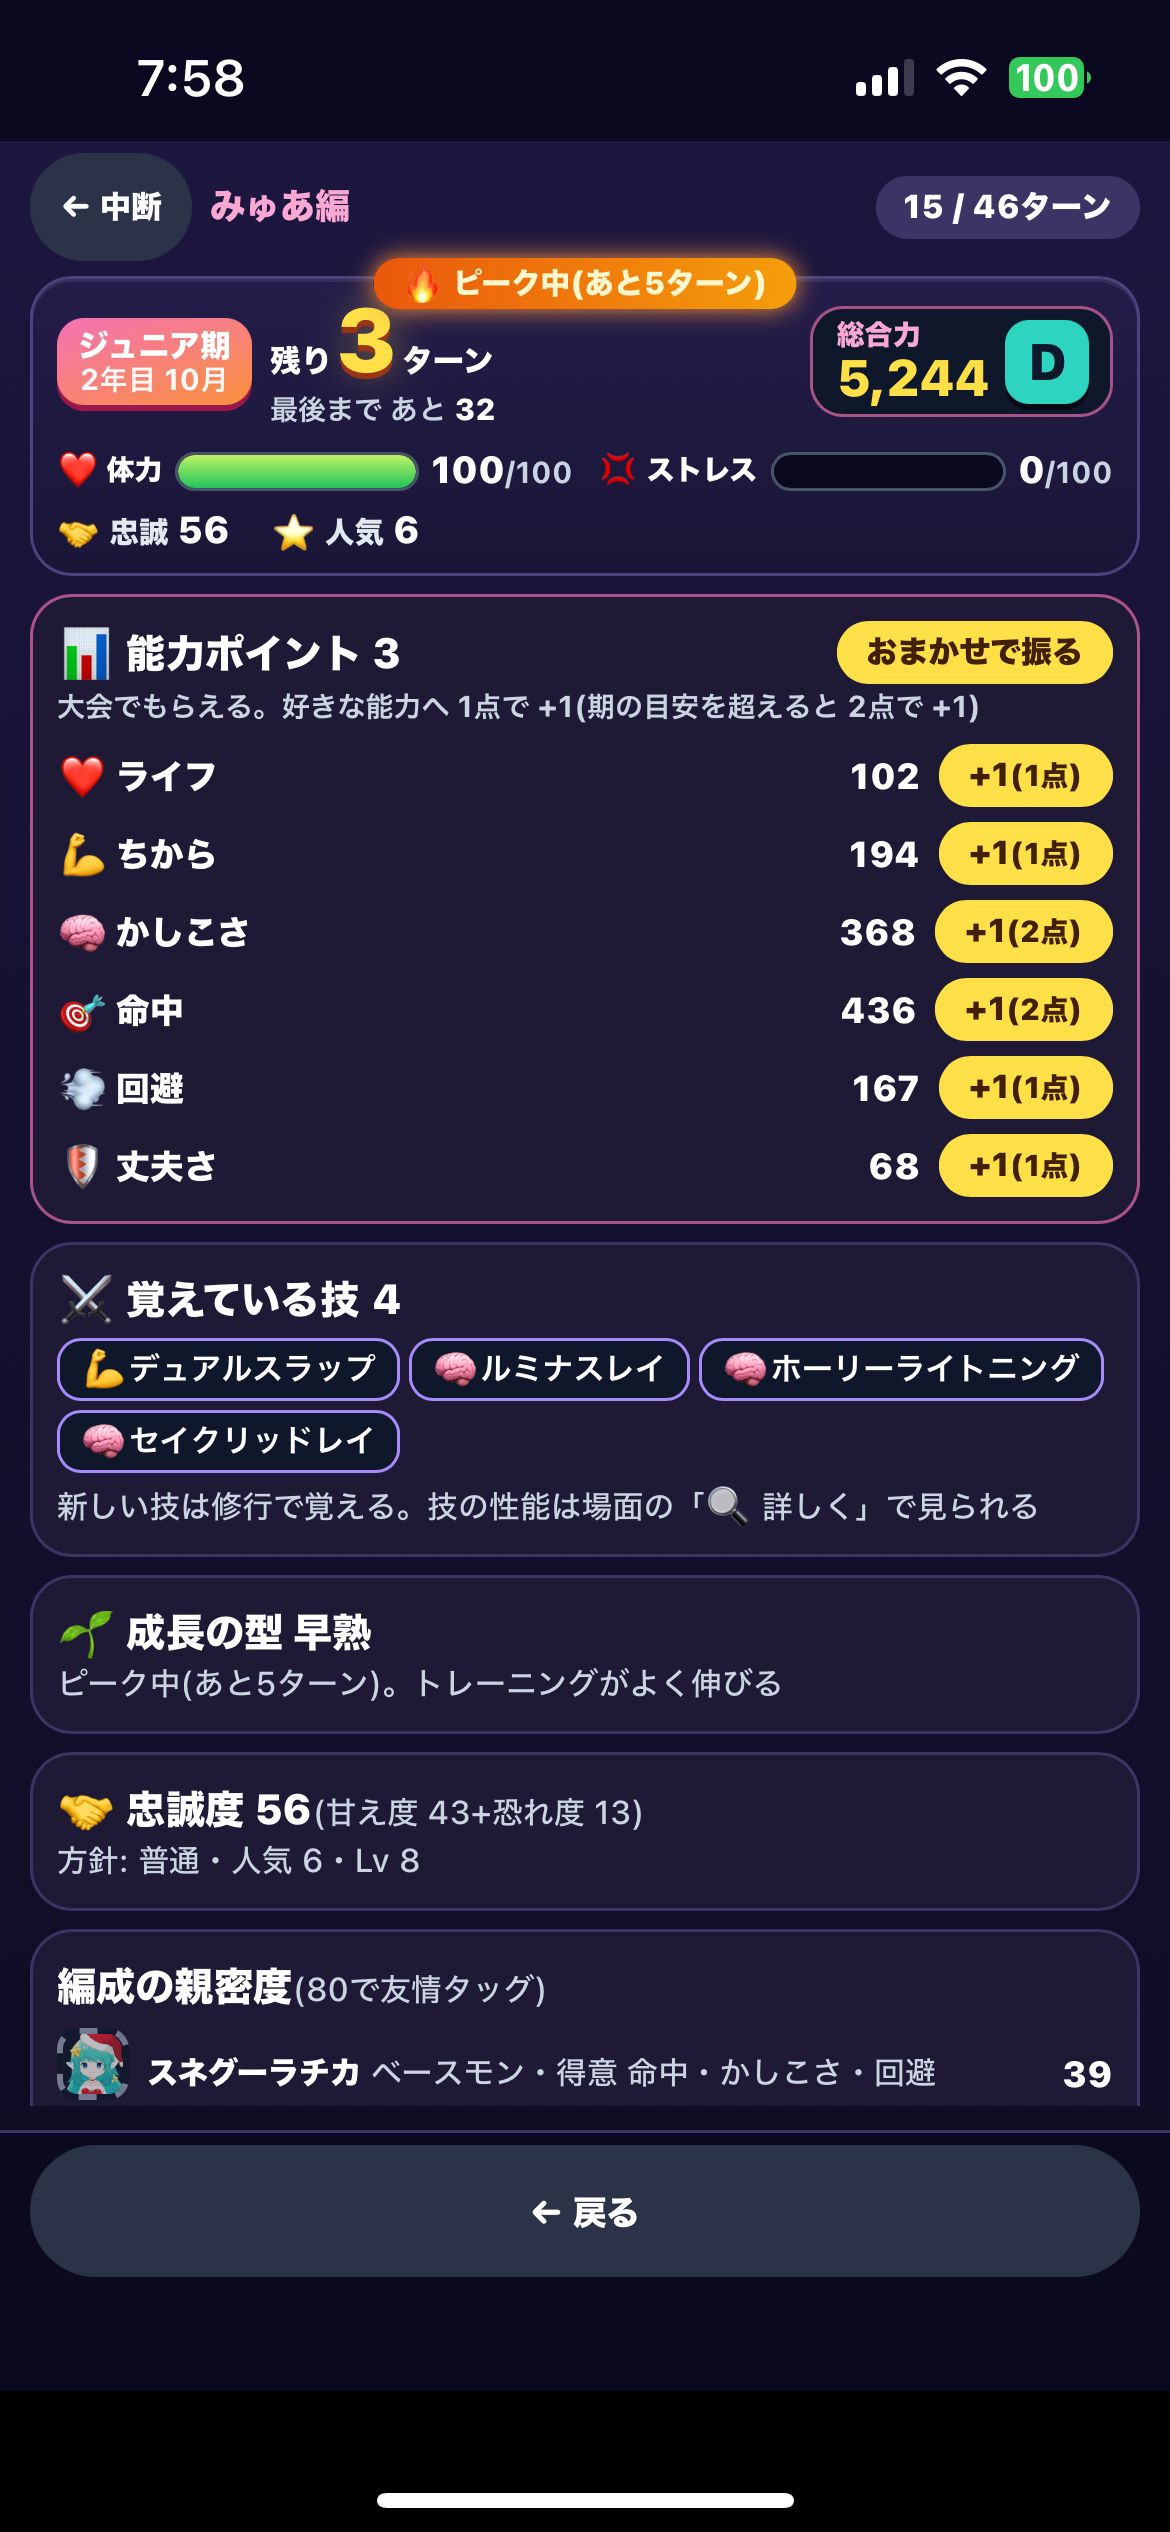 7:58
100
← 中断 みゅあ編 15 / 46ターン
ピーク中(あと5ターン)
ジュニア期
2年目 10月
残り 3 ターン
最後まで あと 32
総合力
5,244 D
体力 100/100 ストレス 0/100
忠誠 56 人気 6
能力ポイント 3 おまかせで振る
大会でもらえる。好きな能力へ 1点で +1(期の目安を超えると 2点で +1)
ライフ 102 +1(1点)
ちから 194 +1(1点)
かしこさ 368 +1(2点)
命中 436 +1(2点)
回避 167 +1(1点)
丈夫さ 68 +1(1点)
覚えている技 4
デュアルスラップ ルミナスレイ ホーリーライトニング
セイクリッドレイ
新しい技は修行で覚える。技の性能は場面の「🔍 詳しく」で見られる
成長の型 早熟
ピーク中(あと5ターン)。トレーニングがよく伸びる
忠誠度 56(甘え度 43+恐れ度 13)
方針: 普通・人気 6・Lv 8
編成の親密度(80で友情タッグ)
スネグーラチカ ベースモン・得意 命中・かしこさ・回避 39
← 戻る